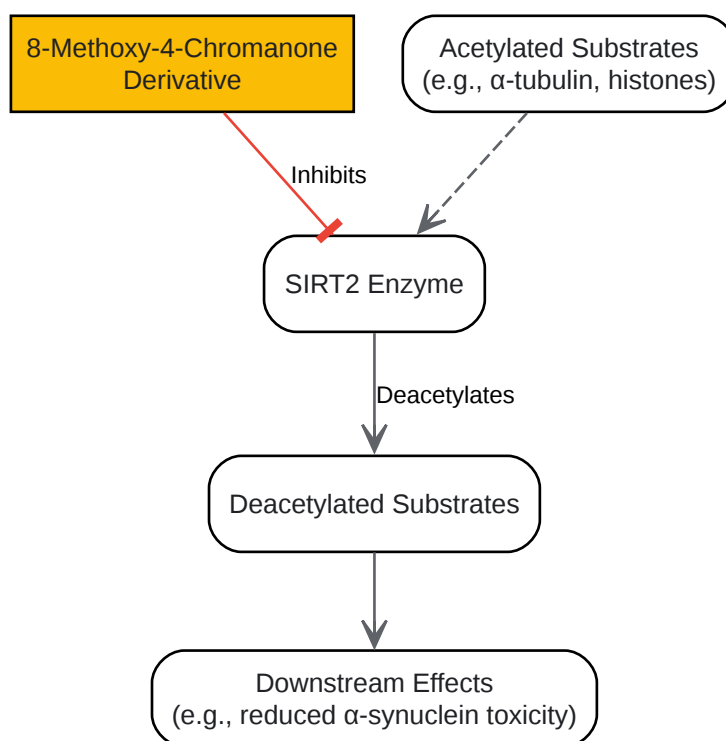 8-Methoxy-4-Chromanone
Derivative
Acetylated Substrates
(e.g., α-tubulin, histones)
Inhibits
SIRT2 Enzyme
Deacetylates
Deacetylated Substrates
Downstream Effects
(e.g., reduced α-synuclein toxicity)